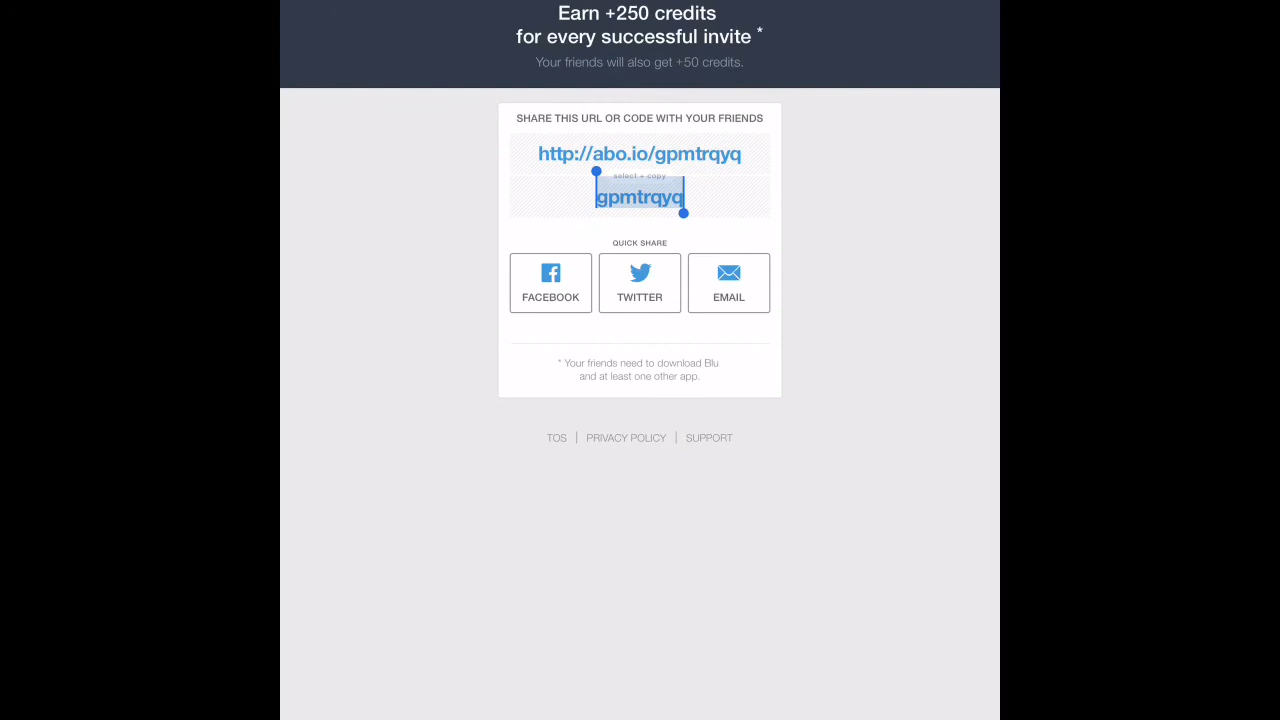 Earn +250 credits
for every successful invite *
Your friends will also get +50 credits.
SHARE THIS URL OR CODE WITH YOUR FRIENDS
http://abo.io/gpmtrqyq
select + copy
gpmtrqyq
QUICK SHARE
FACEBOOK TWITTER EMAIL
* Your friends need to download Blu
and at least one other app.
TOS | PRIVACY POLICY | SUPPORT